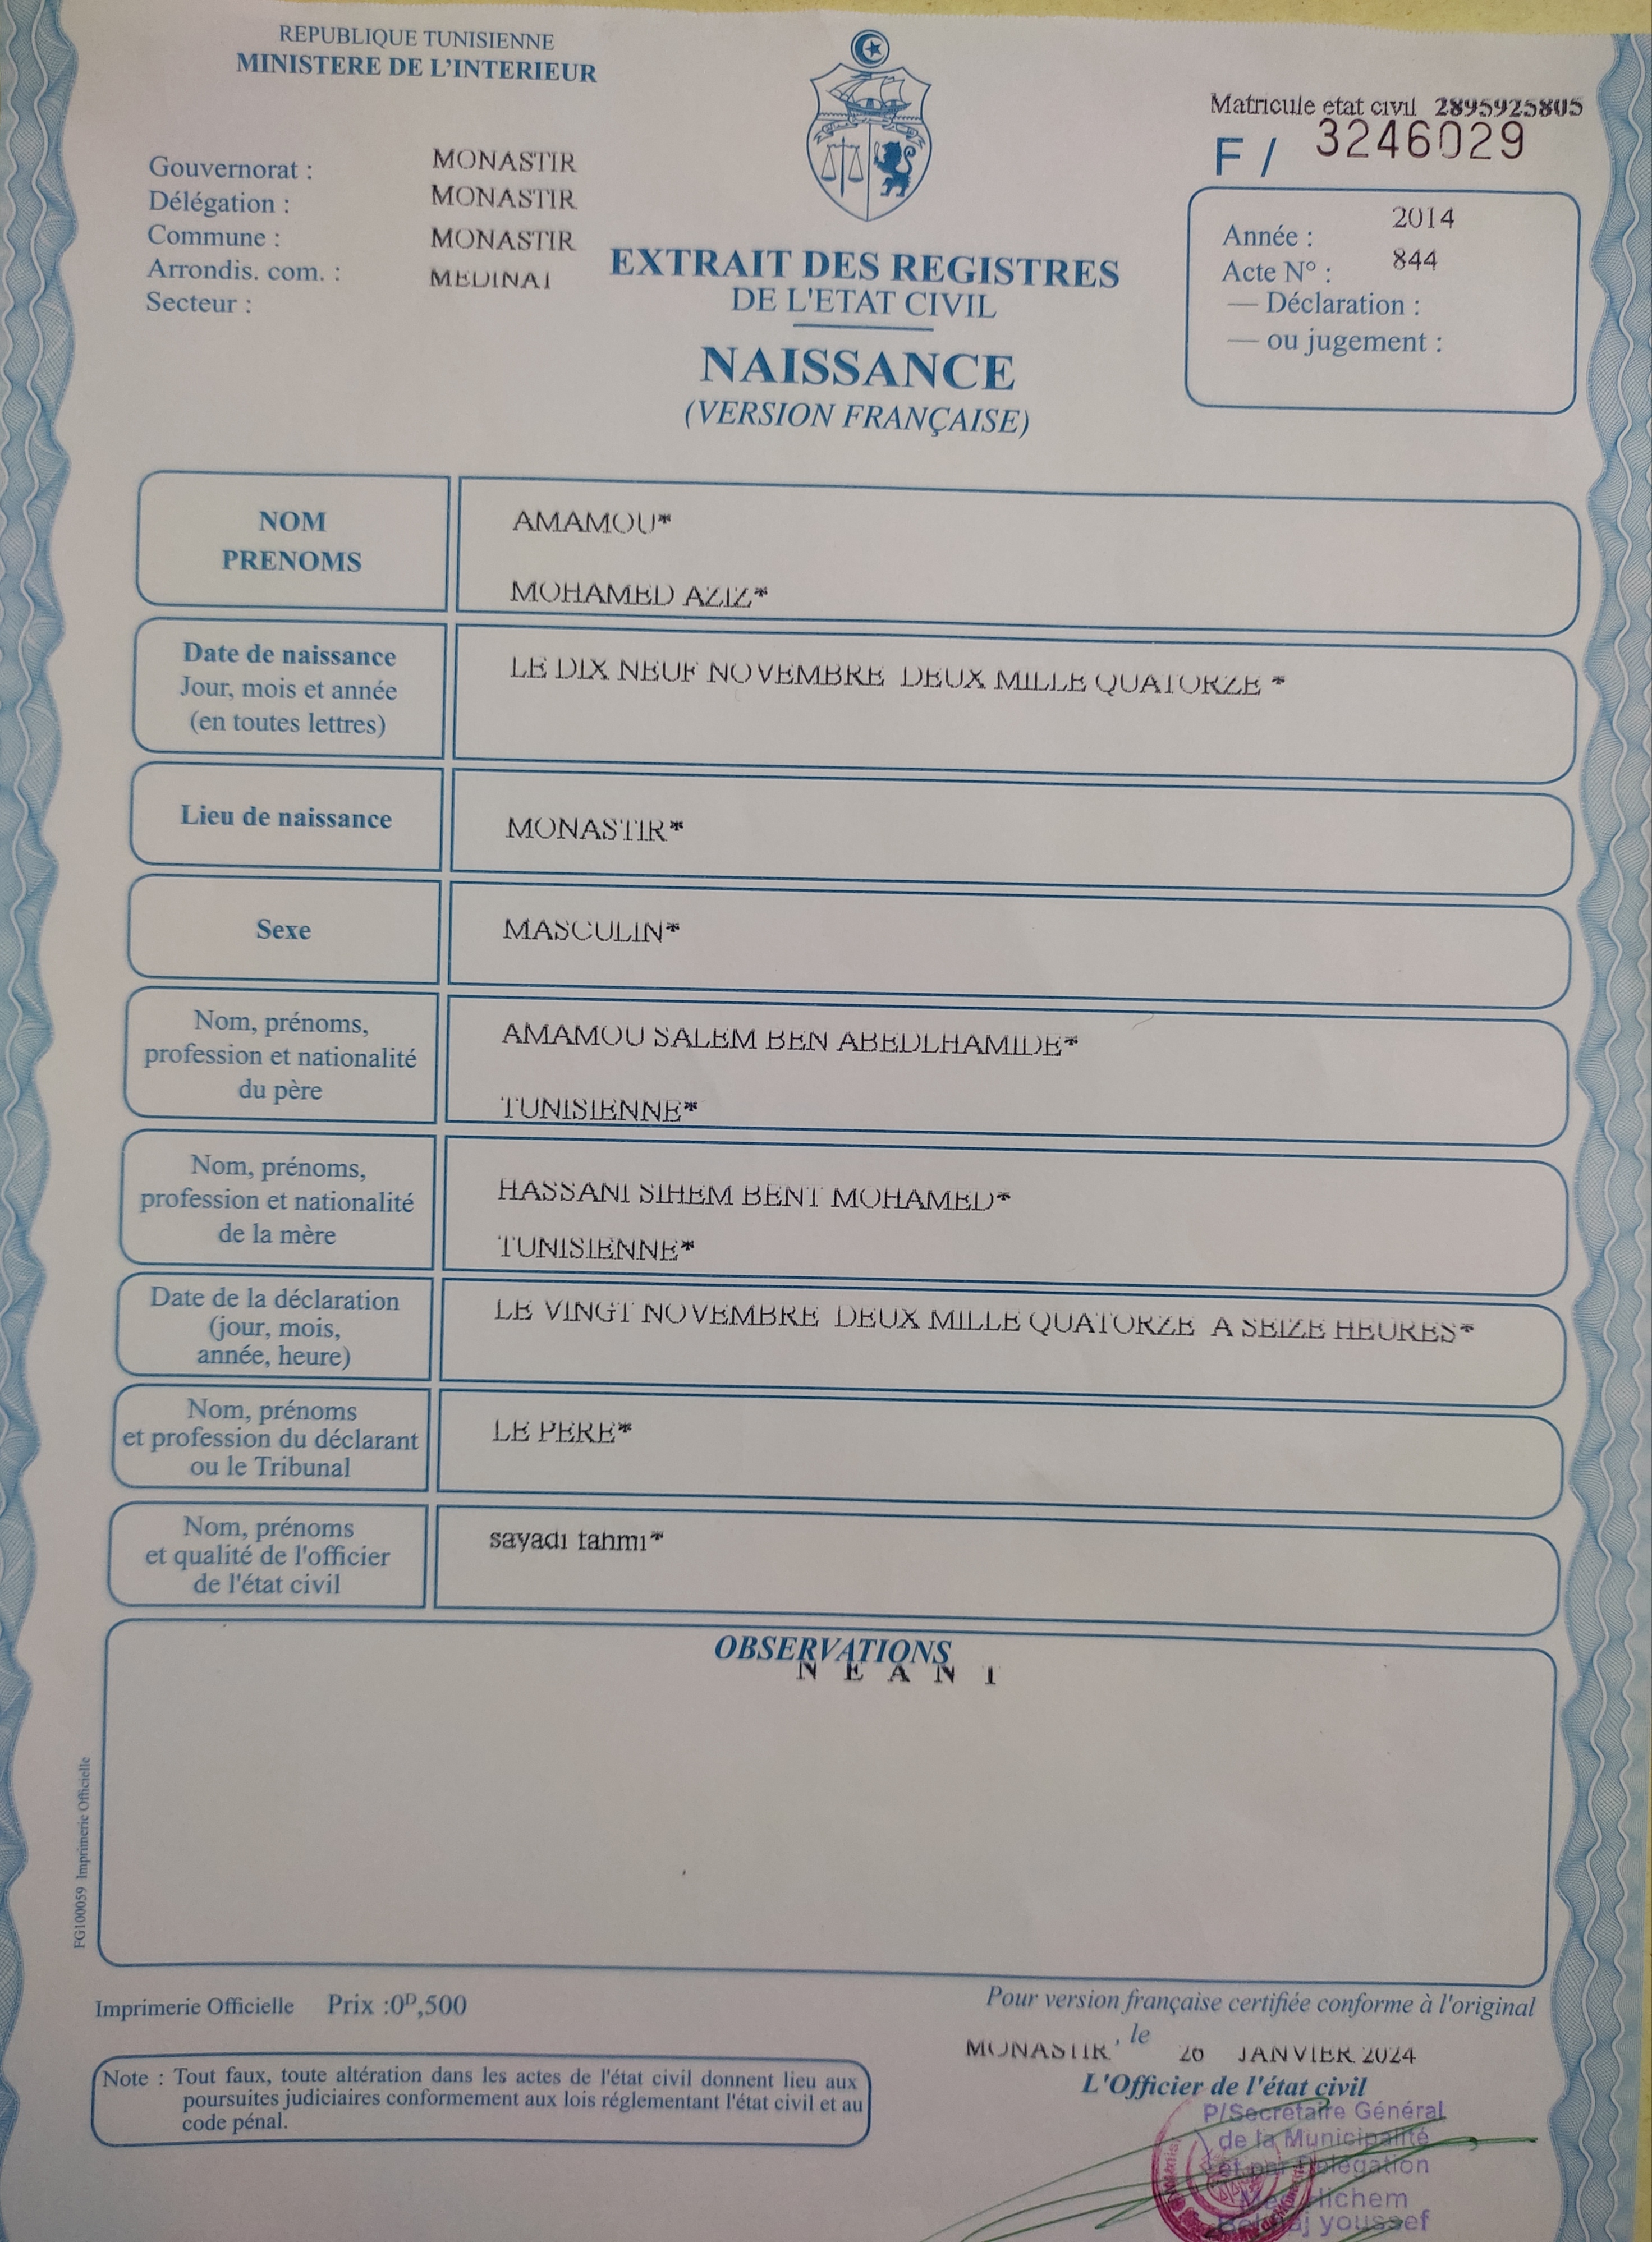 REPUBLIQUE TUNISIENNE
MINISTERE DE L'INTERIEUR
Matricule etat civil 2895925805
F / 3246029
Gouvernorat : MONASTIR
Délégation : MONASTIR
Commune : MONASTIR
Arrondis. com. : MEDINA1
Secteur :
Année : 2014
Acte N° : 844
— Déclaration :
— ou jugement :
EXTRAIT DES REGISTRES
DE L'ETAT CIVIL
NAISSANCE
(VERSION FRANÇAISE)
NOM
PRENOMS
AMAMOU*
MOHAMED AZIZ*
Date de naissance
Jour, mois et année
(en toutes lettres)
LE DIX NEUF NOVEMBRE DEUX MILLE QUATORZE *
Lieu de naissance
MONASTIR*
Sexe
MASCULIN*
Nom, prénoms,
profession et nationalité
du père
AMAMOU SALEM BEN ABEDLHAMIDE*
TUNISIENNE*
Nom, prénoms,
profession et nationalité
de la mère
HASSANI SIHEM BENT MOHAMED*
TUNISIENNE*
Date de la déclaration
(jour, mois,
année, heure)
LE VINGT NOVEMBRE DEUX MILLE QUATORZE A SEIZE HEURES*
Nom, prénoms
et profession du déclarant
ou le Tribunal
LE PERE*
Nom, prénoms
et qualité de l'officier
de l'état civil
sayadi tahmi*
OBSERVATIONS
N E A N T
FG100059 Imprimerie Officielle
Imprimerie Officielle Prix :0ᴰ,500
Pour version française certifiée conforme à l'original
MONASTIR , le 26 JANVIER 2024
L'Officier de l'état civil
Note : Tout faux, toute altération dans les actes de l'état civil donnent lieu aux
poursuites judiciaires conformement aux lois réglementant l'état civil et au
code pénal.
P/Secrétaire Général
de la Municipalité
et par Délégation
Hichem
Belhaj youssef